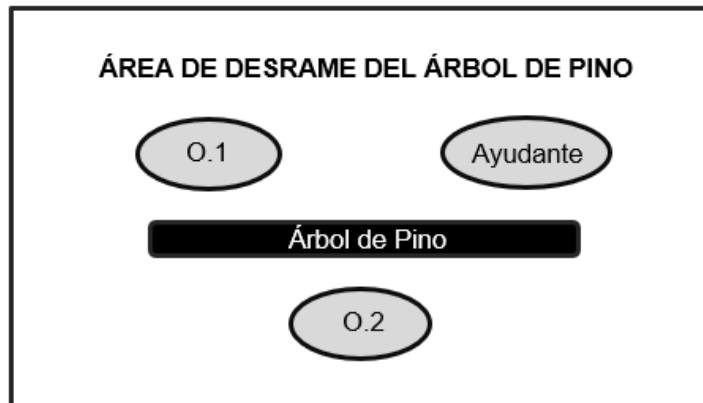 ÁREA DE DESRAME DEL ÁRBOL DE PINO
O.1
Ayudante
Árbol de Pino
O.2